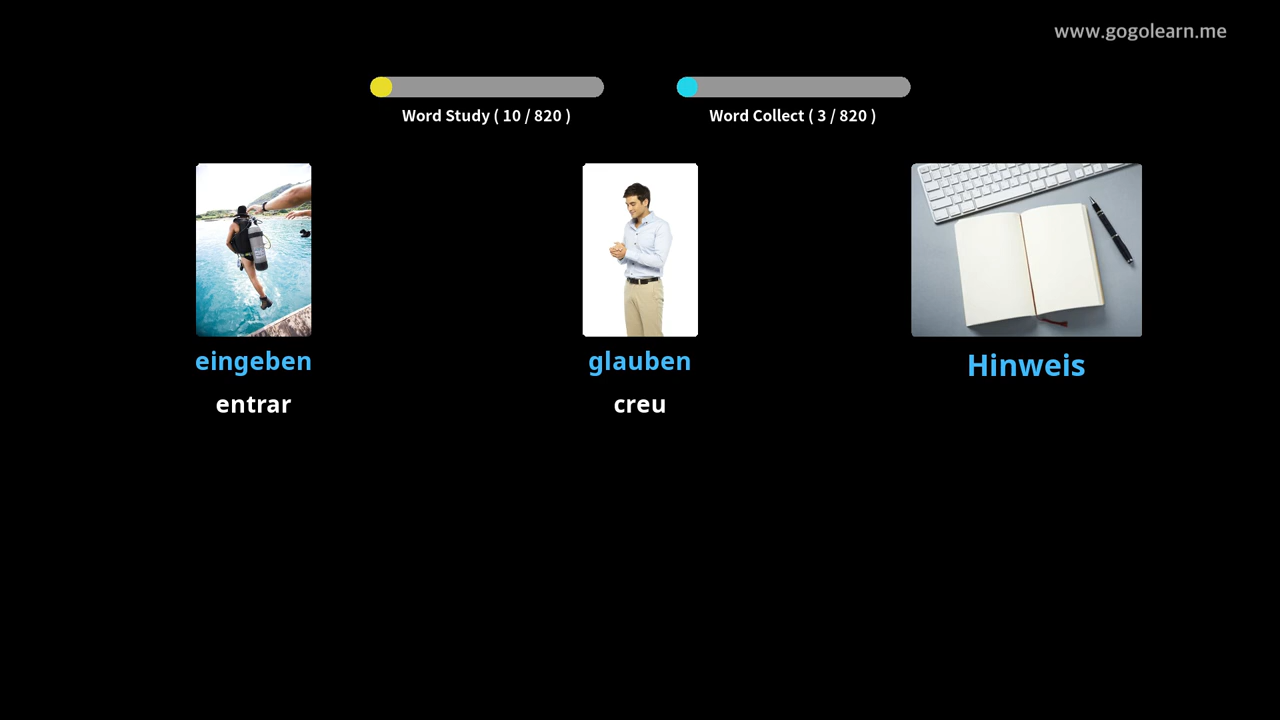 www.gogolearn.me
Word Study ( 10 / 820 )
Word Collect ( 3 / 820 )
eingeben
entrar
glauben
creu
Hinweis